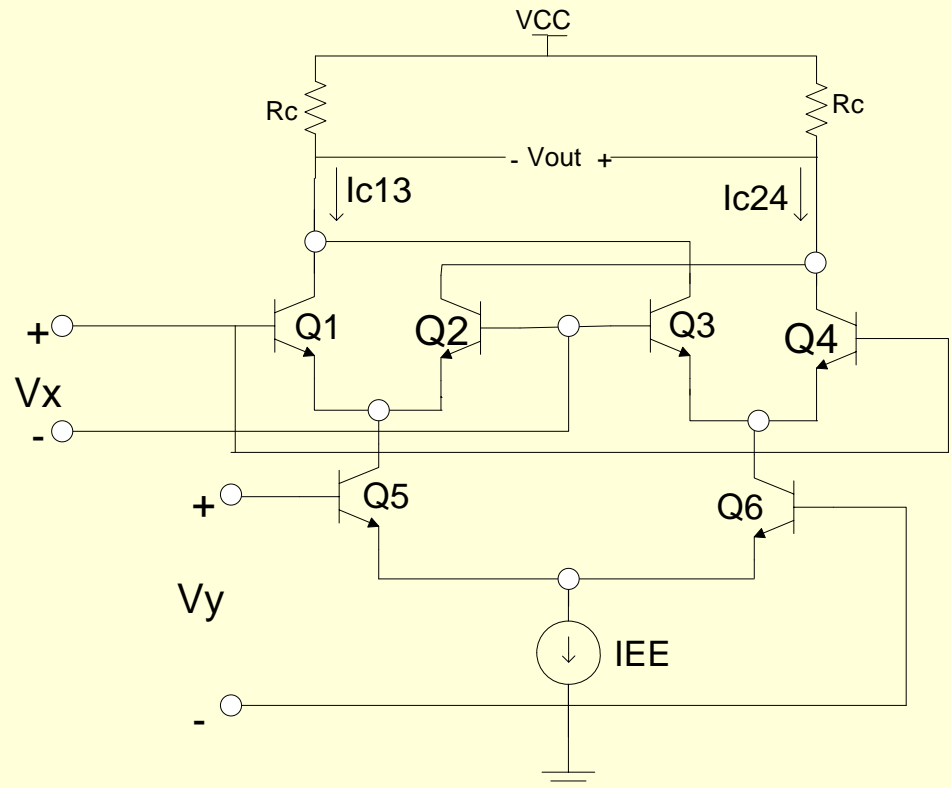 VCC
Rc
Rc
- Vout +
Ic13
Ic24
+
Q1
Q2
Q3
Q4
Vx
-
+
Q5
Q6
Vy
IEE
-